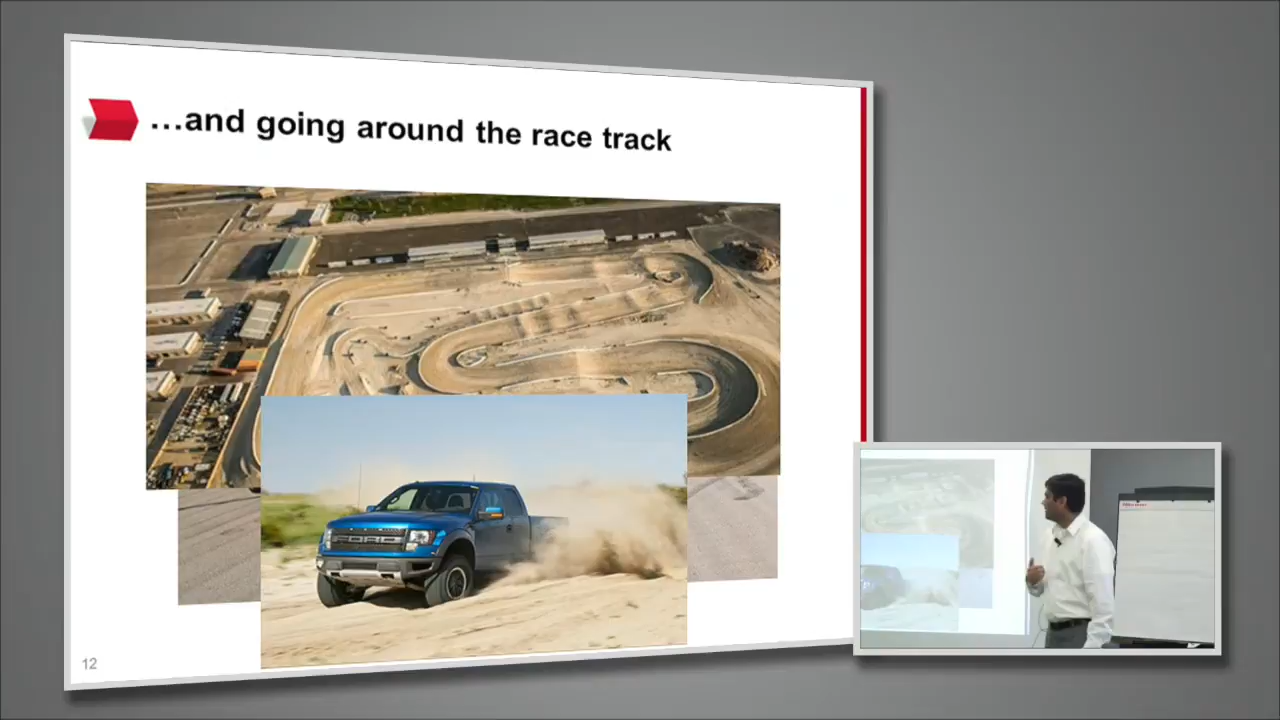 …and going around the race track
12